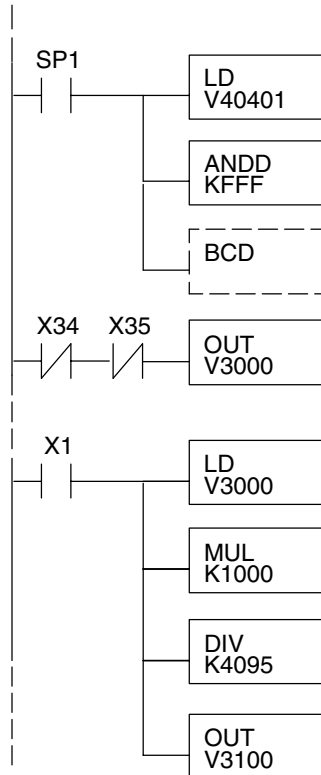 SP1
LD
V40401
ANDD
KFFF
BCD
X34 X35
OUT
V3000
X1
LD
V3000
MUL
K1000
DIV
K4095
OUT
V3100